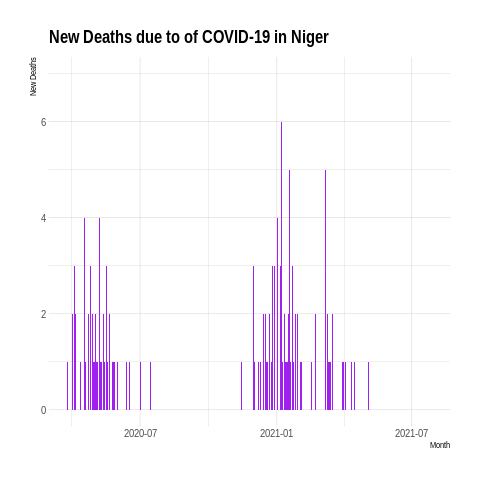 New Deaths due to of COVID-19 in Niger
New Deaths
6
4
2
0
2020-07 2021-01 2021-07
Month